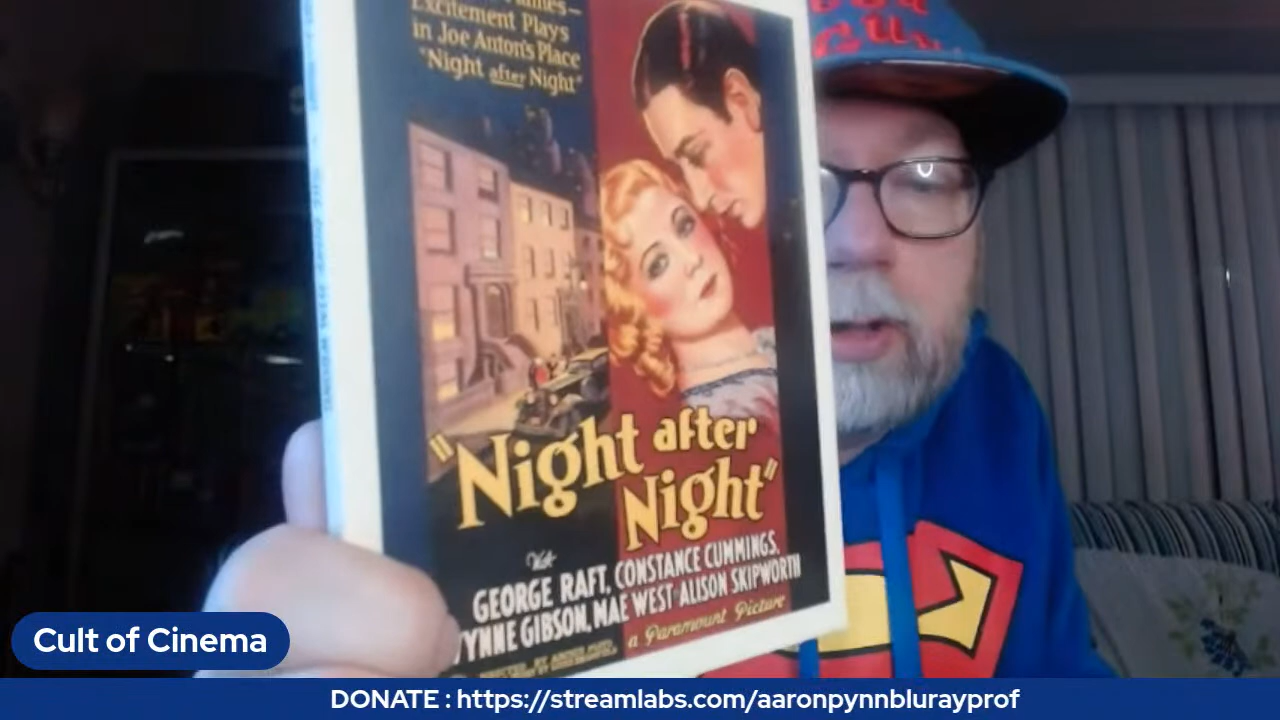 Excitement Plays
in Joe Anton's Place
"Night after Night"
"Night after
Night"
with
GEORGE RAFT, CONSTANCE CUMMINGS,
WYNNE GIBSON, MAE WEST ALISON SKIPWORTH
a Paramount Picture
Cult of Cinema
DONATE : https://streamlabs.com/aaronpynnblurayprof